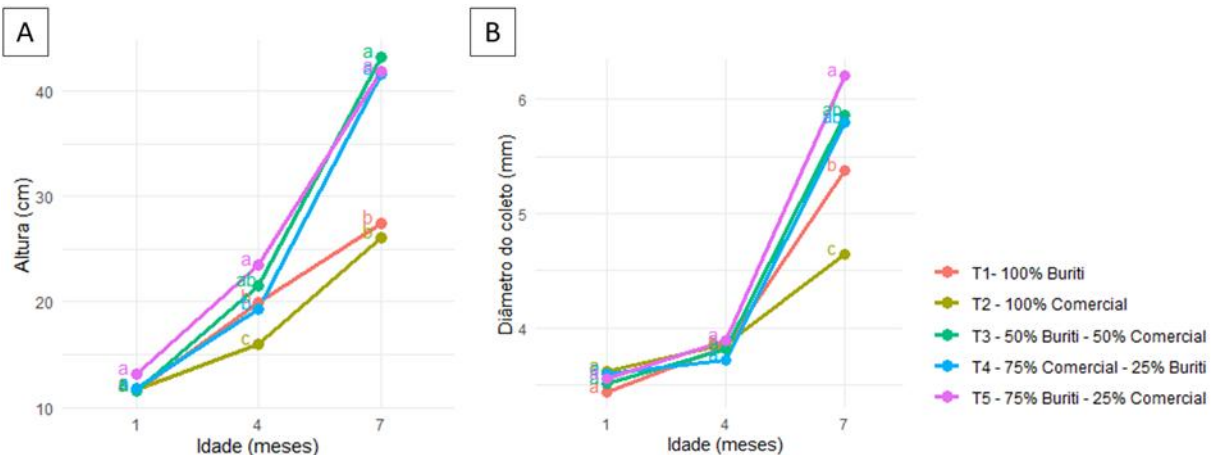 A
Altura (cm)
40
30
20
10
1
4
7
Idade (meses)
a
a
a
a
a
ab
b
b
c
a
a
a
b
b
B
Diâmetro do coleto (mm)
6
5
4
1
4
7
Idade (meses)
a
a
a
a
a
a
a
ab
ab
b
c
T1- 100% Buriti
T2 - 100% Comercial
T3 - 50% Buriti - 50% Comercial
T4 - 75% Comercial - 25% Buriti
T5 - 75% Buriti - 25% Comercial